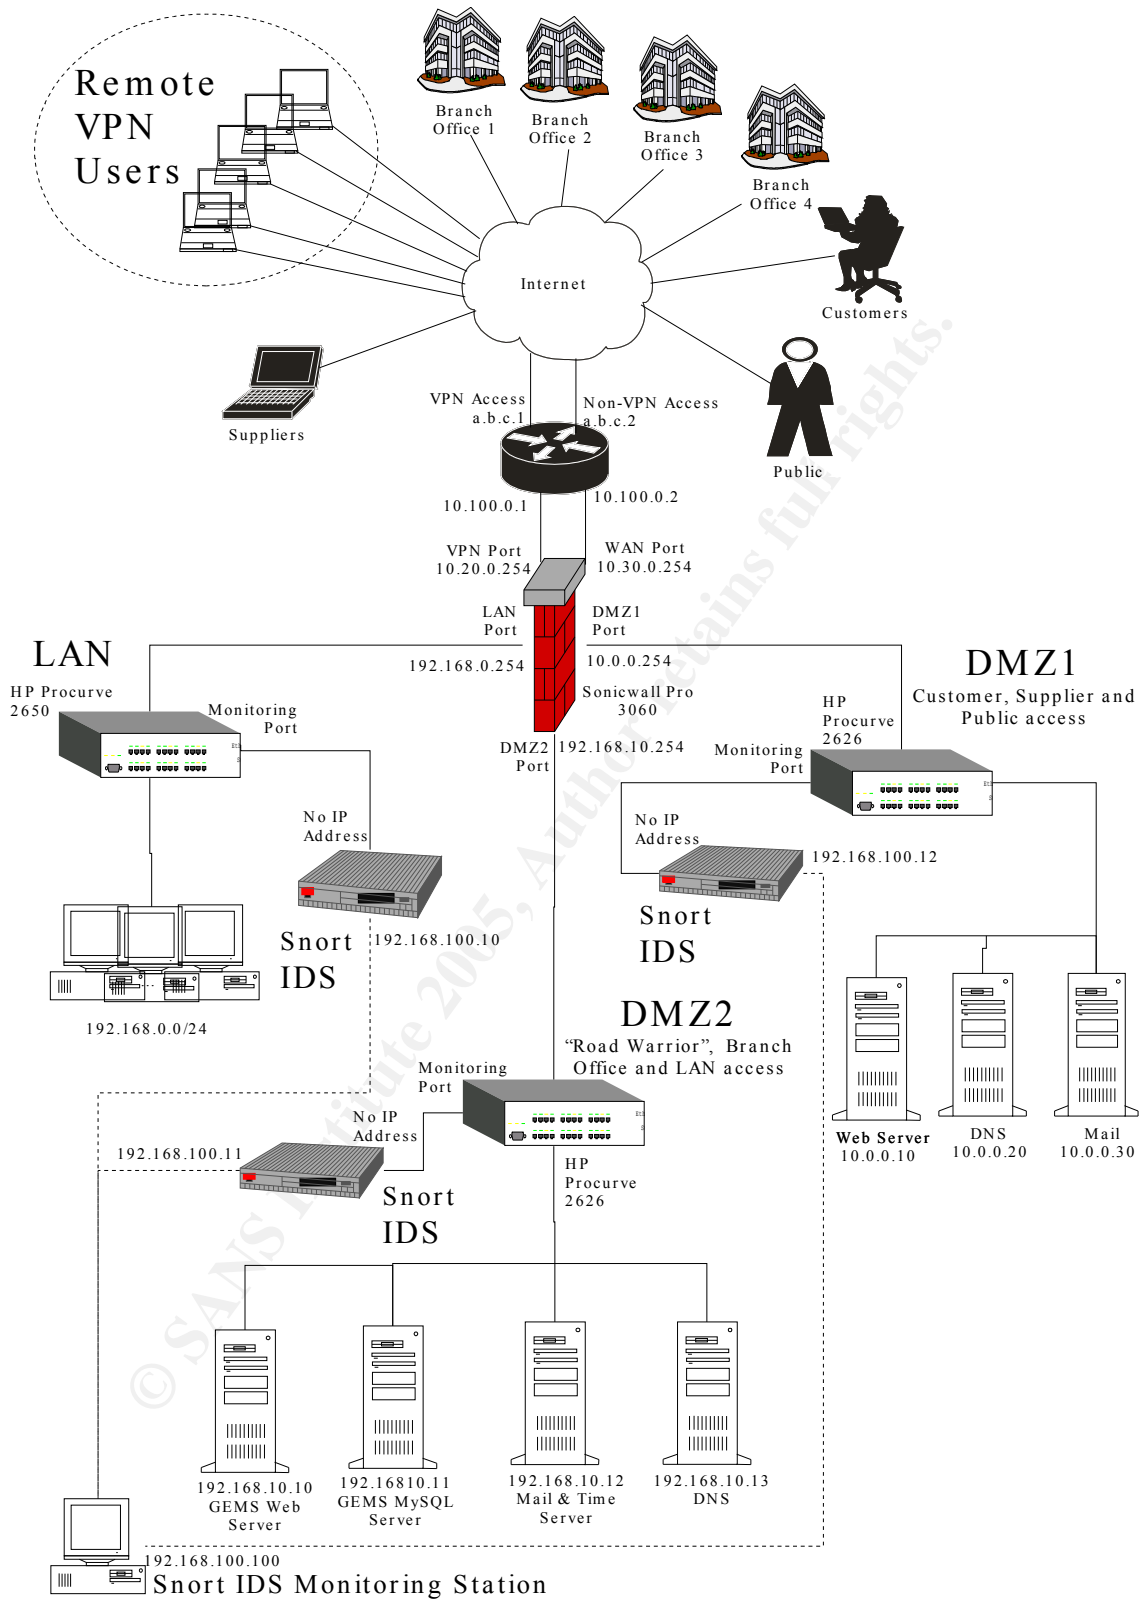 Remote
VPN
Users
Branch
Office 1
Branch
Office 2
Branch
Office 3
Branch
Office 4
Internet
Customers
Suppliers
Public
VPN Access
a.b.c.1
Non-VPN Access
a.b.c.2
10.100.0.1
10.100.0.2
VPN Port
10.20.0.254
WAN Port
10.30.0.254
LAN
Port
DMZ1
Port
192.168.0.254
10.0.0.254
Sonicwall Pro
3060
DMZ2
Port
192.168.10.254
LAN
HP Procurve
2650
Monitoring
Port
No IP
Address
Snort
IDS
192.168.100.10
192.168.0.0/24
DMZ1
Customer, Supplier and
Public access
HP
Procurve
2626
Monitoring
Port
No IP
Address
192.168.100.12
Snort
IDS
Web Server
10.0.0.10
DNS
10.0.0.20
Mail
10.0.0.30
DMZ2
“Road Warrior”, Branch
Office and LAN access
Monitoring
Port
No IP
Address
192.168.100.11
Snort
IDS
HP
Procurve
2626
192.168.10.10
GEMS Web
Server
192.16810.11
GEMS MySQL
Server
192.168.10.12
Mail & Time
Server
192.168.10.13
DNS
192.168.100.100
Snort IDS Monitoring Station
© SANS Institute 2005, Author retains full rights.